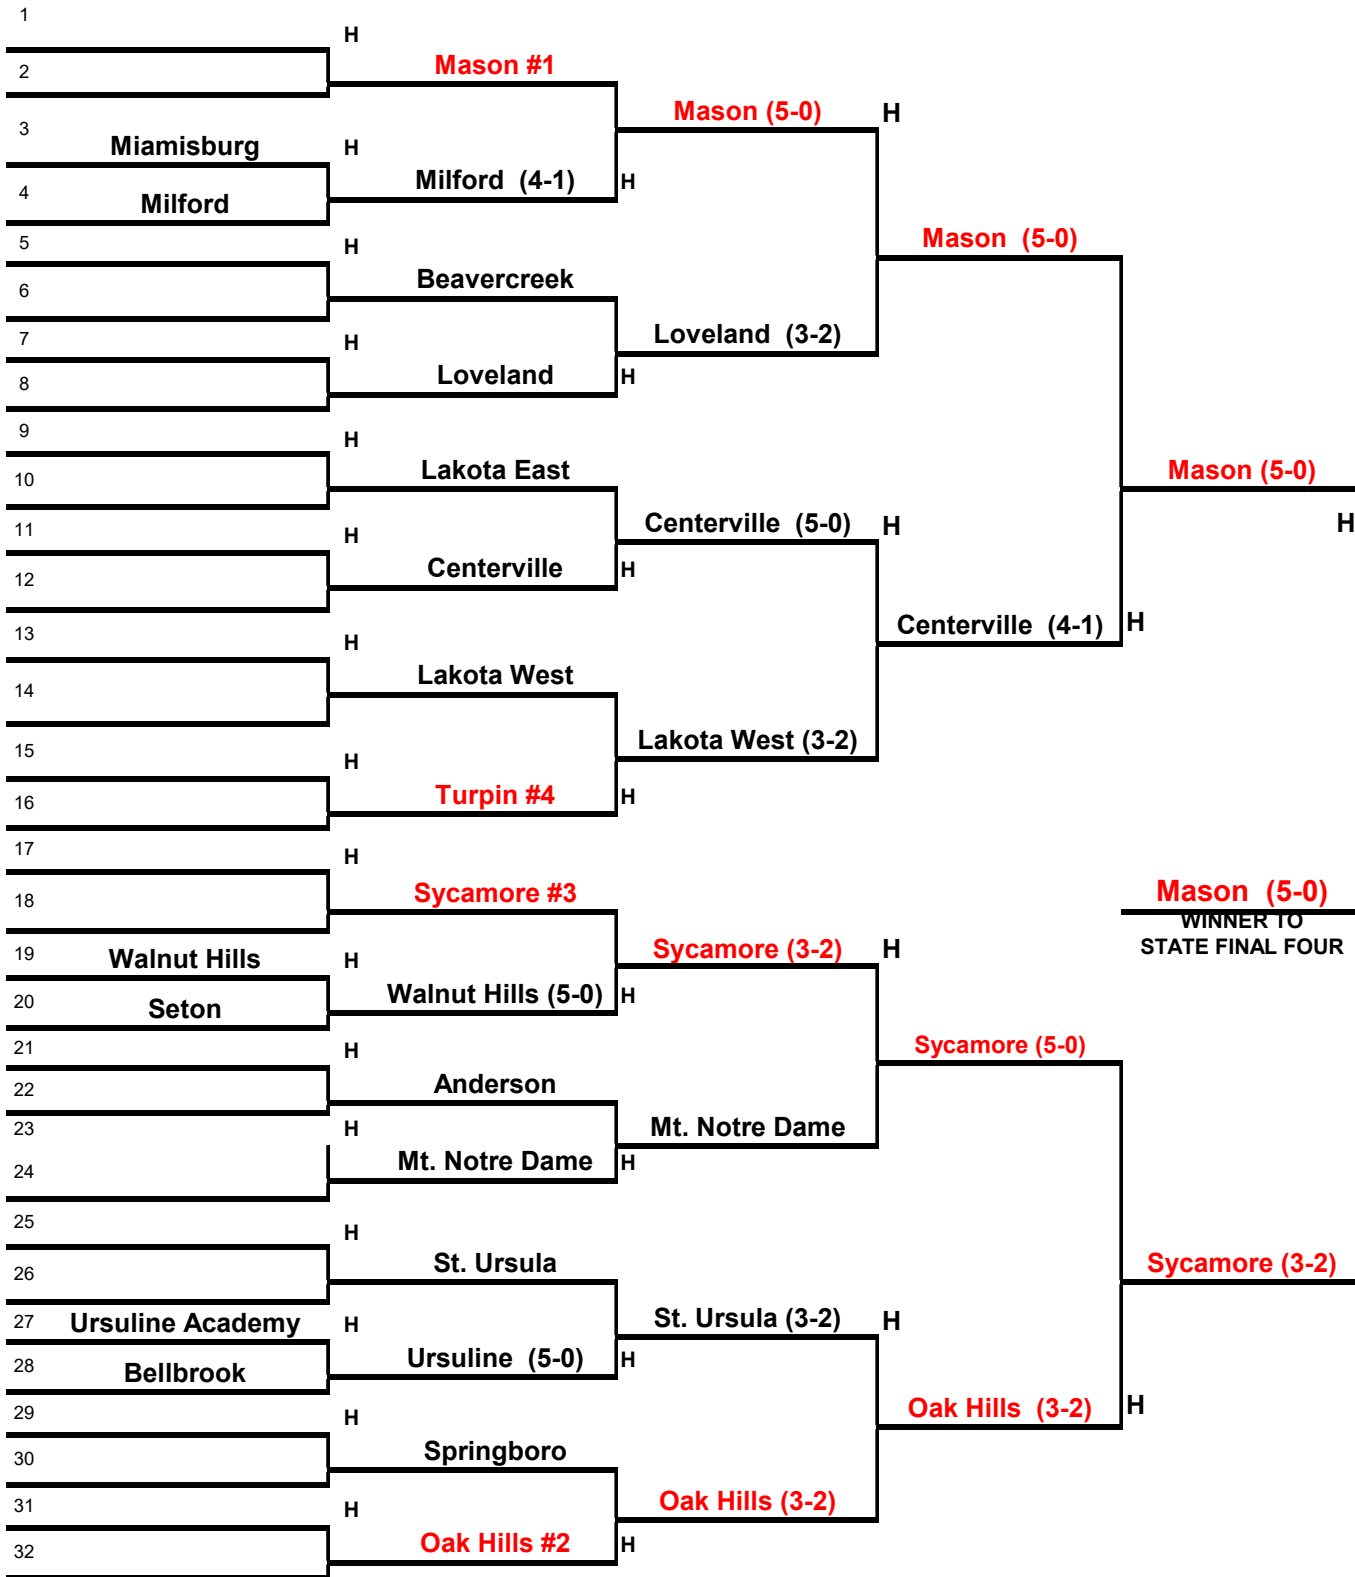 1
H
2
Mason #1
Mason (5-0) H
3
Miamisburg H
Milford (4-1) H
4
Milford
5
H
Mason (5-0)
Beavercreek
6
7
H
Loveland (3-2)
Loveland H
8
9
H
Lakota East
10
Mason (5-0)
H
11
H
Centerville (5-0) H
Centerville H
12
13
H
Centerville (4-1) H
Lakota West
14
15
H
Lakota West (3-2)
Turpin #4 H
16
17
H
Sycamore #3
18
Mason (5-0)
WINNER TO
STATE FINAL FOUR
19
Walnut Hills H
Sycamore (3-2) H
20
Seton
Walnut Hills (5-0) H
21
H
Sycamore (5-0)
22
Anderson
23
H
Mt. Notre Dame
24
Mt. Notre Dame H
25
H
26
St. Ursula
Sycamore (3-2)
27
Ursuline Academy H
St. Ursula (3-2) H
28
Bellbrook
Ursuline (5-0) H
29
H
Oak Hills (3-2) H
30
Springboro
31
H
Oak Hills (3-2)
32
Oak Hills #2 H